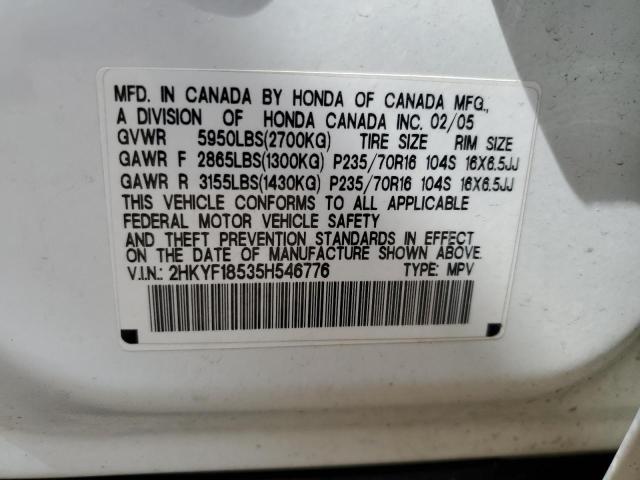 MFD. IN CANADA BY HONDA OF CANADA MFG.,
A DIVISION OF HONDA CANADA INC. 02/05
GVWR 5950LBS(2700KG) TIRE SIZE RIM SIZE
GAWR F 2865LBS(1300KG) P235/70R16 104S 16X6.5JJ
GAWR R 3155LBS(1430KG) P235/70R16 104S 16X6.5JJ
THIS VEHICLE CONFORMS TO ALL APPLICABLE
FEDERAL MOTOR VEHICLE SAFETY
AND THEFT PREVENTION STANDARDS IN EFFECT
ON THE DATE OF MANUFACTURE SHOWN ABOVE.
V.I.N.: 2HKYF18535H546776 TYPE: MPV